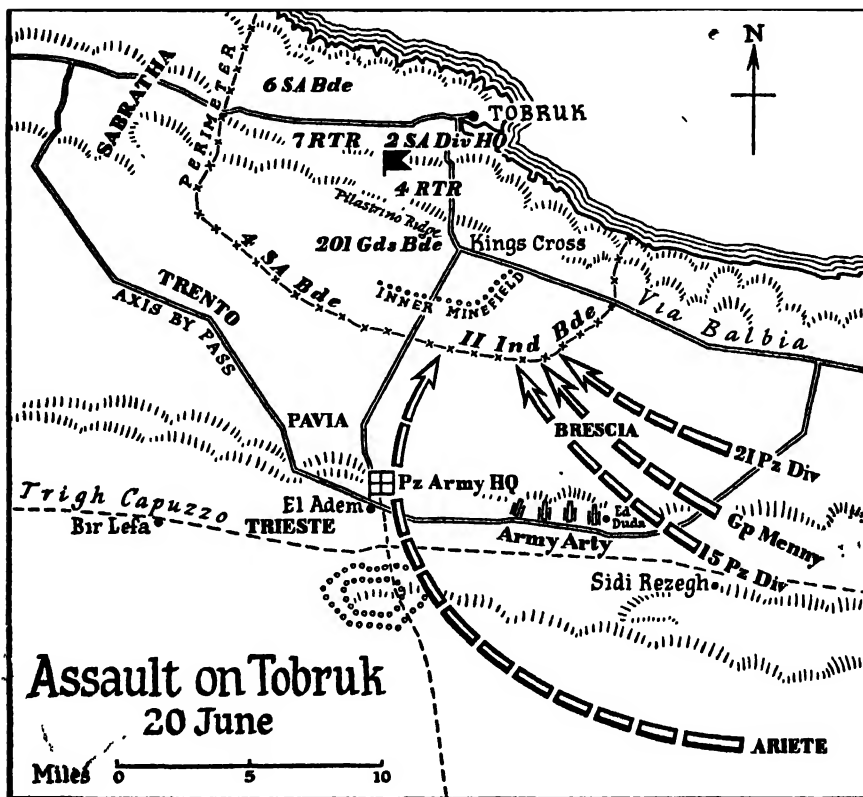 N
PERIMETER
SABRATHA
6 SA Bde
TOBRUK
7 RTR
2 SA Div HQ
4 RTR
Pilastrino Ridge
201 Gds Bde
Kings Cross
4 SA Bde
INNER MINEFIELD
II Ind Bde
Via Balbia
TRENTO
AXIS BY PASS
PAVIA
BRESCIA
21 Pz Div
Pz Army HQ
Gp Menny
Trigh Capuzzo
El Adem
Ed
Duda
Bir Lefa
TRIESTE
Army Arty
15 Pz Div
Sidi Rezegh
Assault on Tobruk
20 June
ARIETE
Miles 0 5 10